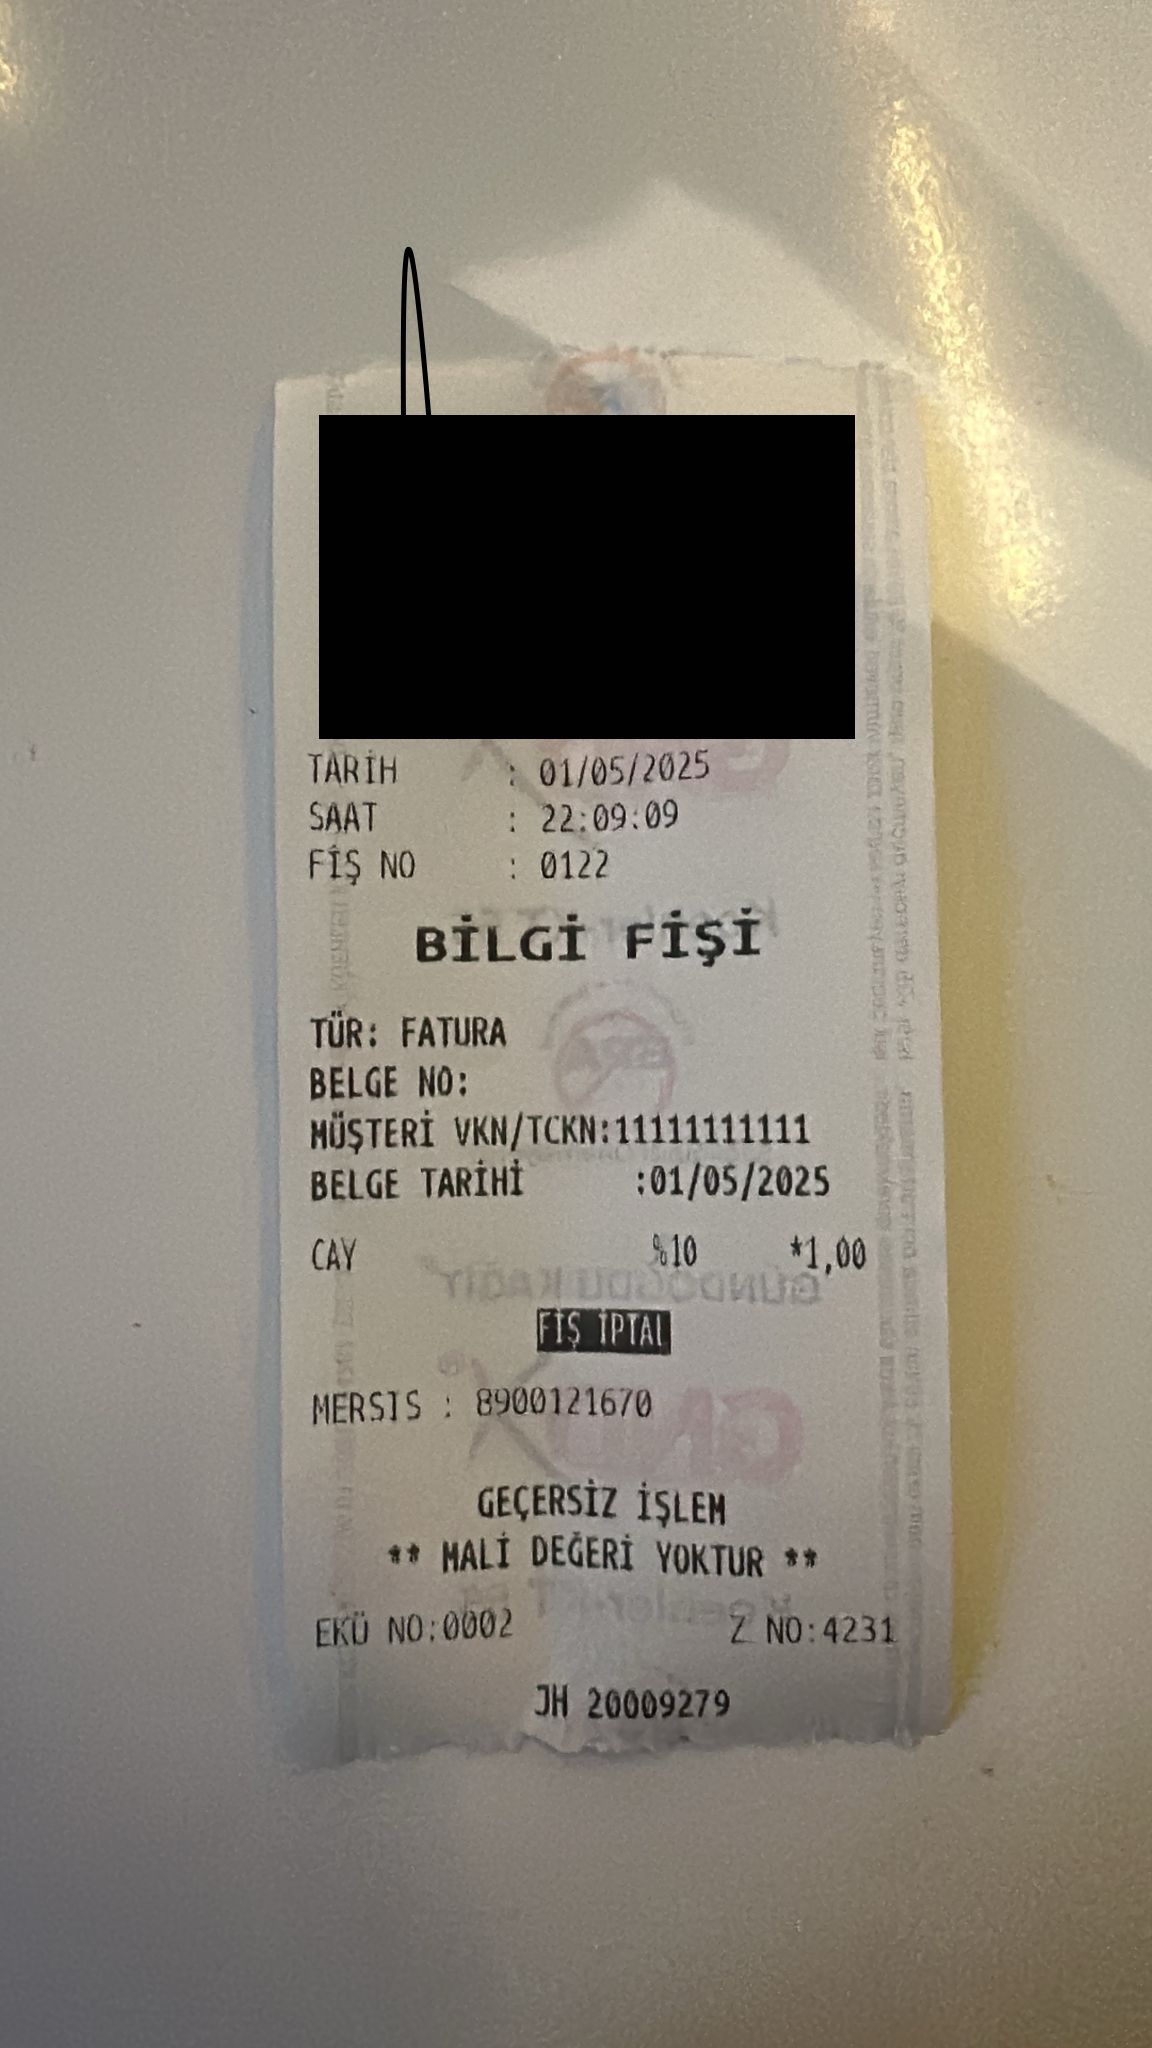 TARİH : 01/05/2025
SAAT : 22:09:09
FİŞ NO : 0122
BİLGİ FİŞİ
TÜR: FATURA
BELGE NO:
MÜŞTERİ VKN/TCKN:11111111111
BELGE TARİHİ :01/05/2025
CAY %10 *1,00
FİŞ İPTAL
MERSIS : 8900121670
GEÇERSİZ İŞLEM
** MALİ DEĞERİ YOKTUR **
EKÜ NO:0002 Z NO:4231
JH 20009279